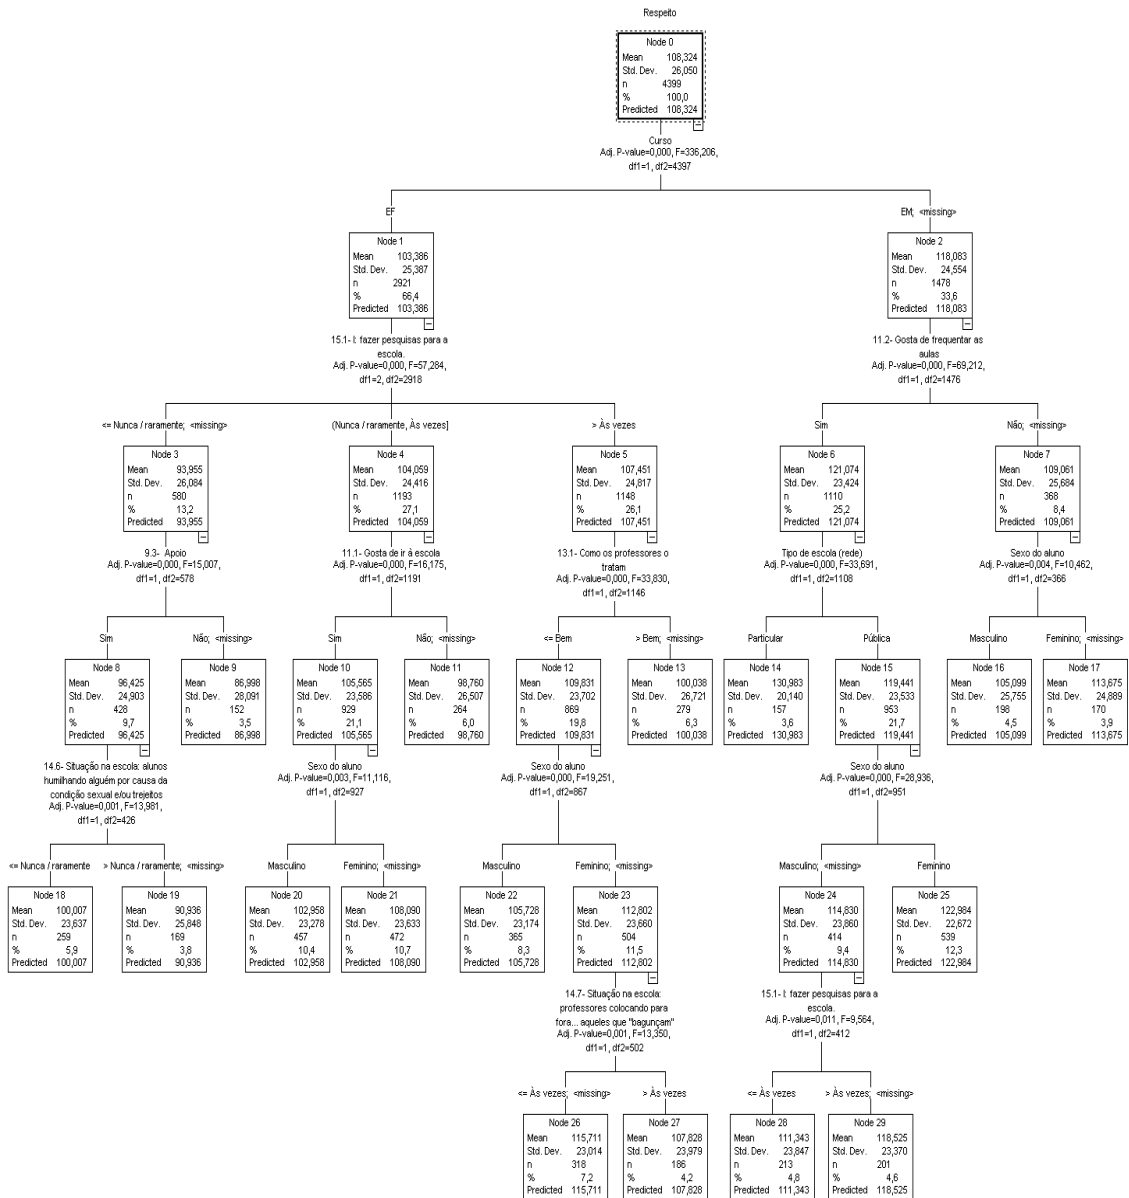 Respeito
Node 0
Mean 108,324
Std. Dev. 26,050
n 4399
% 100,0
Predicted 108,324
Curso
Adj. P-value=0,000, F=336,206,
df1=1, df2=4397
EF
EM; <missing>
Node 1
Mean 103,386
Std. Dev. 25,387
n 2921
% 66,4
Predicted 103,386
Node 2
Mean 118,083
Std. Dev. 24,554
n 1478
% 33,6
Predicted 118,083
15.1- I: fazer pesquisas para a
escola.
Adj. P-value=0,000, F=57,284,
df1=2, df2=2918
11.2- Gosta de frequentar as
aulas
Adj. P-value=0,000, F=69,212,
df1=1, df2=1476
<= Nunca / raramente; <missing>
(Nunca / raramente, Às vezes]
> Às vezes
Sim
Não; <missing>
Node 3
Mean 93,955
Std. Dev. 26,084
n 580
% 13,2
Predicted 93,955
Node 4
Mean 104,059
Std. Dev. 24,416
n 1193
% 27,1
Predicted 104,059
Node 5
Mean 107,451
Std. Dev. 24,817
n 1148
% 26,1
Predicted 107,451
Node 6
Mean 121,074
Std. Dev. 23,424
n 1110
% 25,2
Predicted 121,074
Node 7
Mean 109,061
Std. Dev. 25,684
n 368
% 8,4
Predicted 109,061
9.3- Apoio
Adj. P-value=0,000, F=15,007,
df1=1, df2=578
11.1- Gosta de ir à escola
Adj. P-value=0,000, F=16,175,
df1=1, df2=1191
13.1- Como os professores o
tratam
Adj. P-value=0,000, F=33,830,
df1=1, df2=1146
Tipo de escola (rede)
Adj. P-value=0,000, F=33,691,
df1=1, df2=1108
Sexo do aluno
Adj. P-value=0,004, F=10,462,
df1=1, df2=366
Sim
Não; <missing>
Sim
Não; <missing>
<= Bem
> Bem; <missing>
Particular
Pública
Masculino
Feminino; <missing>
Node 8
Mean 96,425
Std. Dev. 24,903
n 428
% 9,7
Predicted 96,425
Node 9
Mean 86,998
Std. Dev. 28,091
n 152
% 3,5
Predicted 86,998
Node 10
Mean 105,565
Std. Dev. 23,586
n 929
% 21,1
Predicted 105,565
Node 11
Mean 98,760
Std. Dev. 26,507
n 264
% 6,0
Predicted 98,760
Node 12
Mean 109,831
Std. Dev. 23,702
n 869
% 19,8
Predicted 109,831
Node 13
Mean 100,038
Std. Dev. 26,721
n 279
% 6,3
Predicted 100,038
Node 14
Mean 130,983
Std. Dev. 20,140
n 157
% 3,6
Predicted 130,983
Node 15
Mean 119,441
Std. Dev. 23,533
n 953
% 21,7
Predicted 119,441
Node 16
Mean 105,099
Std. Dev. 25,755
n 198
% 4,5
Predicted 105,099
Node 17
Mean 113,675
Std. Dev. 24,889
n 170
% 3,9
Predicted 113,675
14.6- Situação na escola: alunos
humilhando alguém por causa da
condição sexual e/ou trejeitos
Adj. P-value=0,001, F=13,981,
df1=1, df2=426
Sexo do aluno
Adj. P-value=0,003, F=11,116,
df1=1, df2=927
Sexo do aluno
Adj. P-value=0,000, F=19,251,
df1=1, df2=867
Sexo do aluno
Adj. P-value=0,000, F=28,936,
df1=1, df2=951
<= Nunca / raramente
> Nunca / raramente; <missing>
Masculino
Feminino; <missing>
Masculino
Feminino; <missing>
Masculino; <missing>
Feminino
Node 18
Mean 100,007
Std. Dev. 23,637
n 259
% 5,9
Predicted 100,007
Node 19
Mean 90,936
Std. Dev. 25,848
n 169
% 3,8
Predicted 90,936
Node 20
Mean 102,958
Std. Dev. 23,278
n 457
% 10,4
Predicted 102,958
Node 21
Mean 108,090
Std. Dev. 23,633
n 472
% 10,7
Predicted 108,090
Node 22
Mean 105,728
Std. Dev. 23,174
n 365
% 8,3
Predicted 105,728
Node 23
Mean 112,802
Std. Dev. 23,660
n 504
% 11,5
Predicted 112,802
Node 24
Mean 114,830
Std. Dev. 23,860
n 414
% 9,4
Predicted 114,830
Node 25
Mean 122,984
Std. Dev. 22,672
n 539
% 12,3
Predicted 122,984
14.7- Situação na escola:
professores colocando para
fora... aqueles que "bagunçam"
Adj. P-value=0,001, F=13,350,
df1=1, df2=502
15.1- I: fazer pesquisas para a
escola.
Adj. P-value=0,011, F=9,564,
df1=1, df2=412
<= Às vezes; <missing>
> Às vezes
<= Às vezes
> Às vezes; <missing>
Node 26
Mean 115,711
Std. Dev. 23,014
n 318
% 7,2
Predicted 115,711
Node 27
Mean 107,828
Std. Dev. 23,979
n 186
% 4,2
Predicted 107,828
Node 28
Mean 111,343
Std. Dev. 23,847
n 213
% 4,8
Predicted 111,343
Node 29
Mean 118,525
Std. Dev. 23,370
n 201
% 4,6
Predicted 118,525